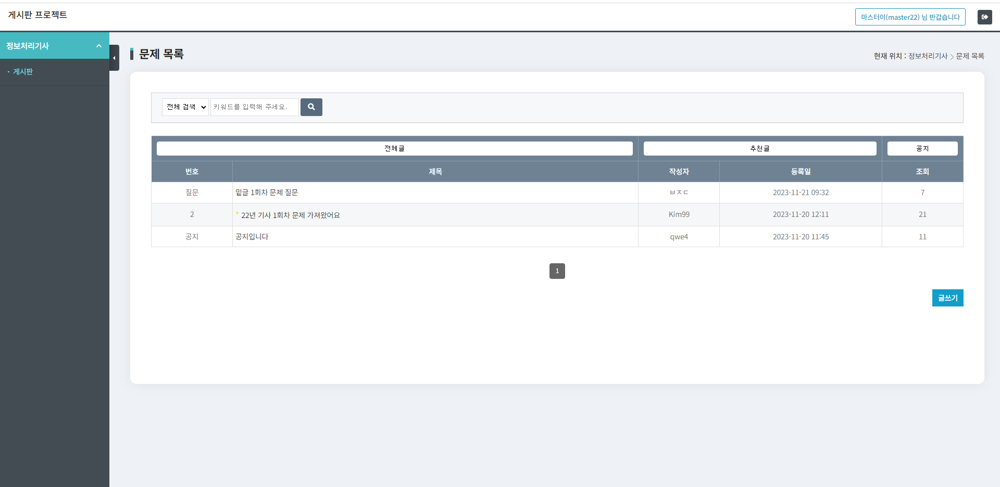 게시판 프로젝트
마스터이(master22) 님 반갑습니다
정보처리기사
- 게시판
문제 목록
현재 위치 : 정보처리기사 > 문제 목록
전체 검색 키워드를 입력해 주세요.
전체글 추천글 공지
번호 제목 작성자 등록일 조회
질문 밑글 1회차 문제 질문 ㅂㅈㄷ 2023-11-21 09:32 7
2 * 22년 기사 1회차 문제 가져왔어요 Kim99 2023-11-20 12:11 21
공지 공지입니다 qwe4 2023-11-20 11:45 11
1
글쓰기